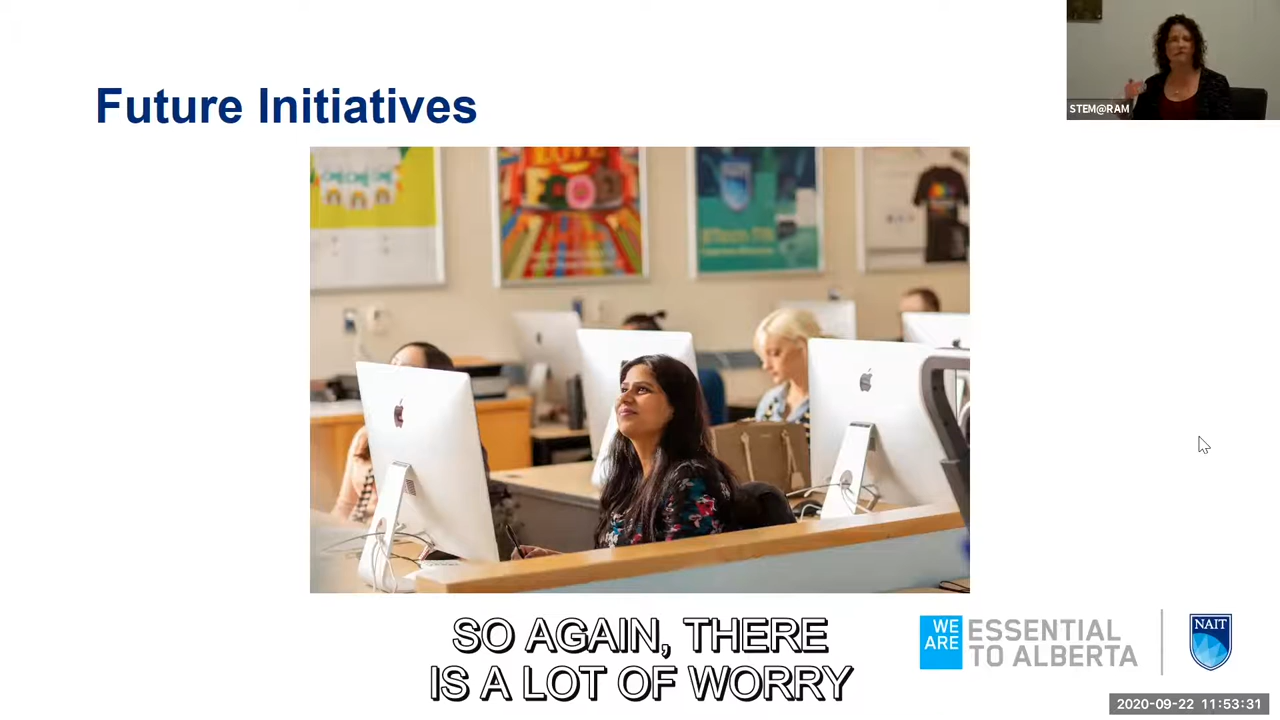 Future Initiatives
STEM@RAM
LOVE
SO AGAIN, THERE
IS A LOT OF WORRY
WE
ARE
ESSENTIAL
TO ALBERTA
NAIT
2020-09-22 11:53:31